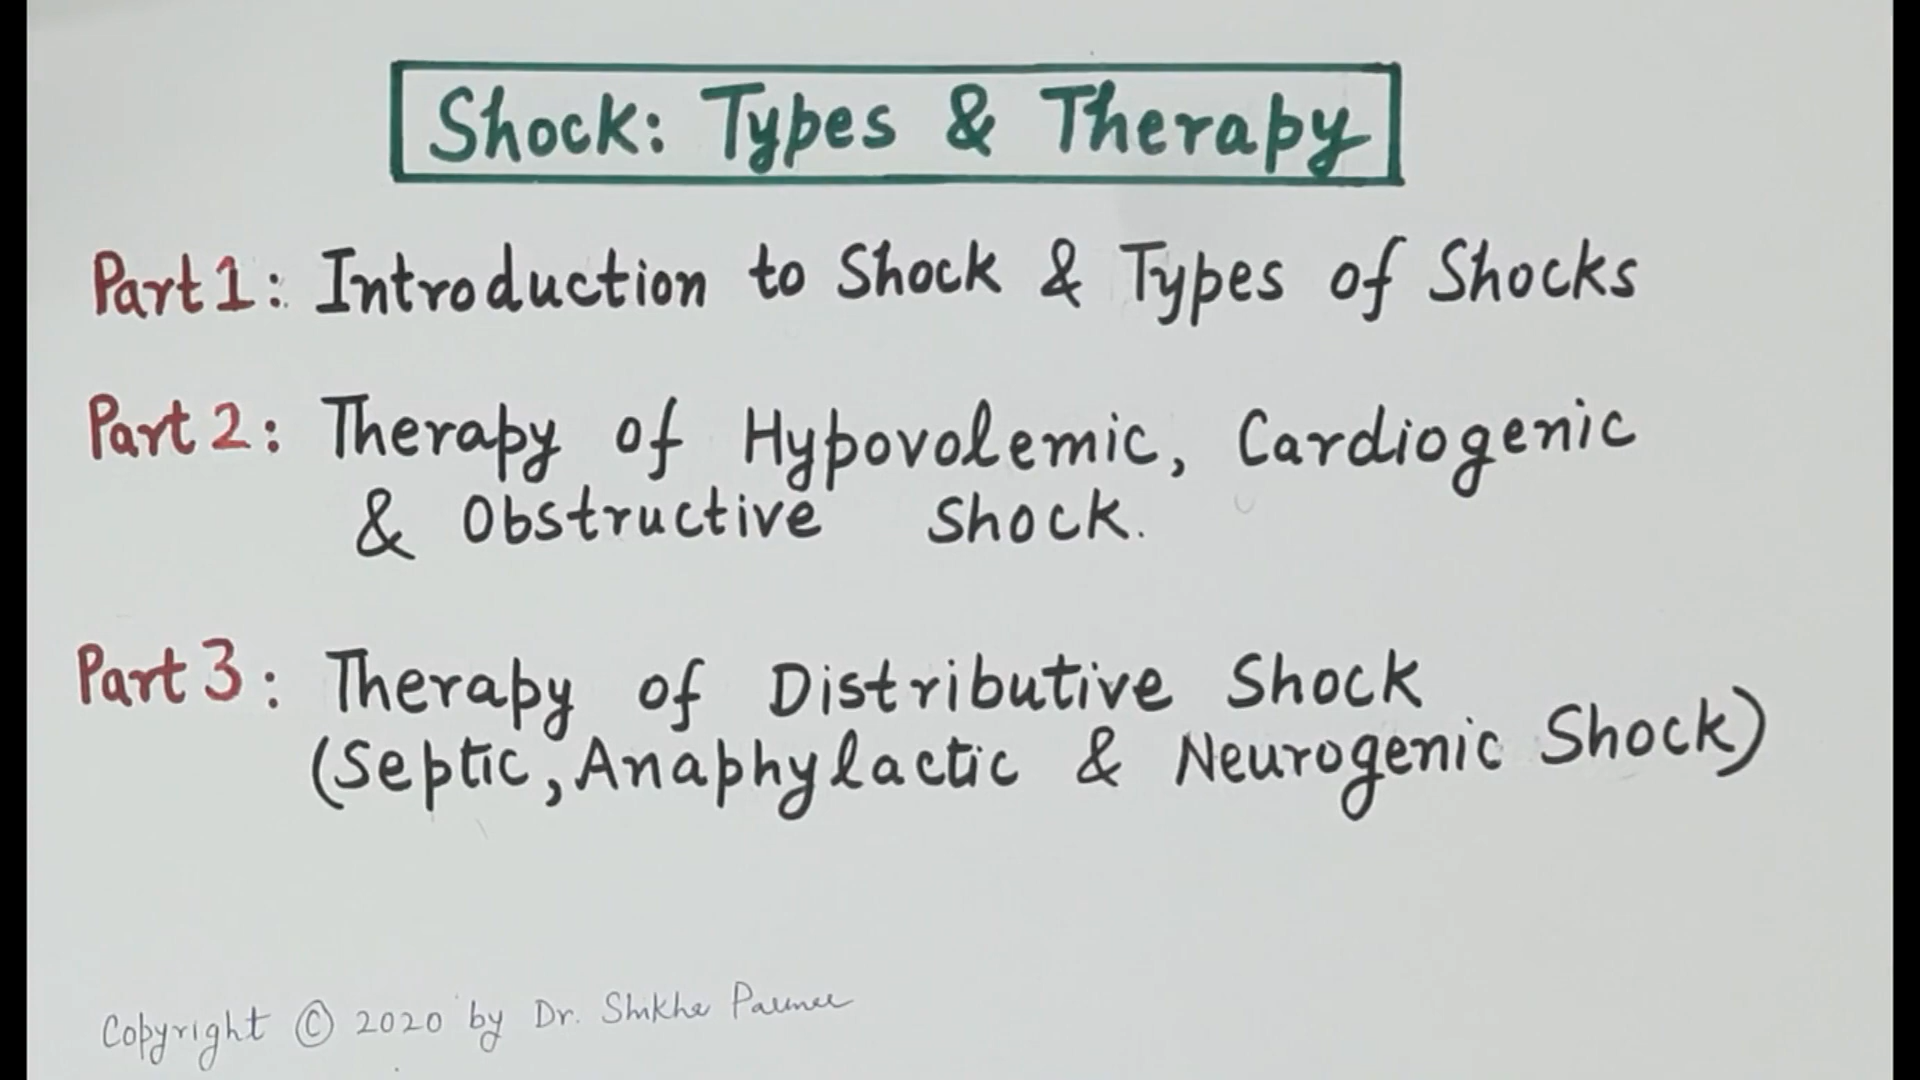 Shock: Types & Therapy
Part 1: Introduction to Shock & Types of Shocks
Part 2: Therapy of Hypovolemic, Cardiogenic
& Obstructive Shock.
Part 3: Therapy of Distributive Shock
(Septic, Anaphylactic & Neurogenic Shock)
Copyright © 2020 by Dr. Shikha